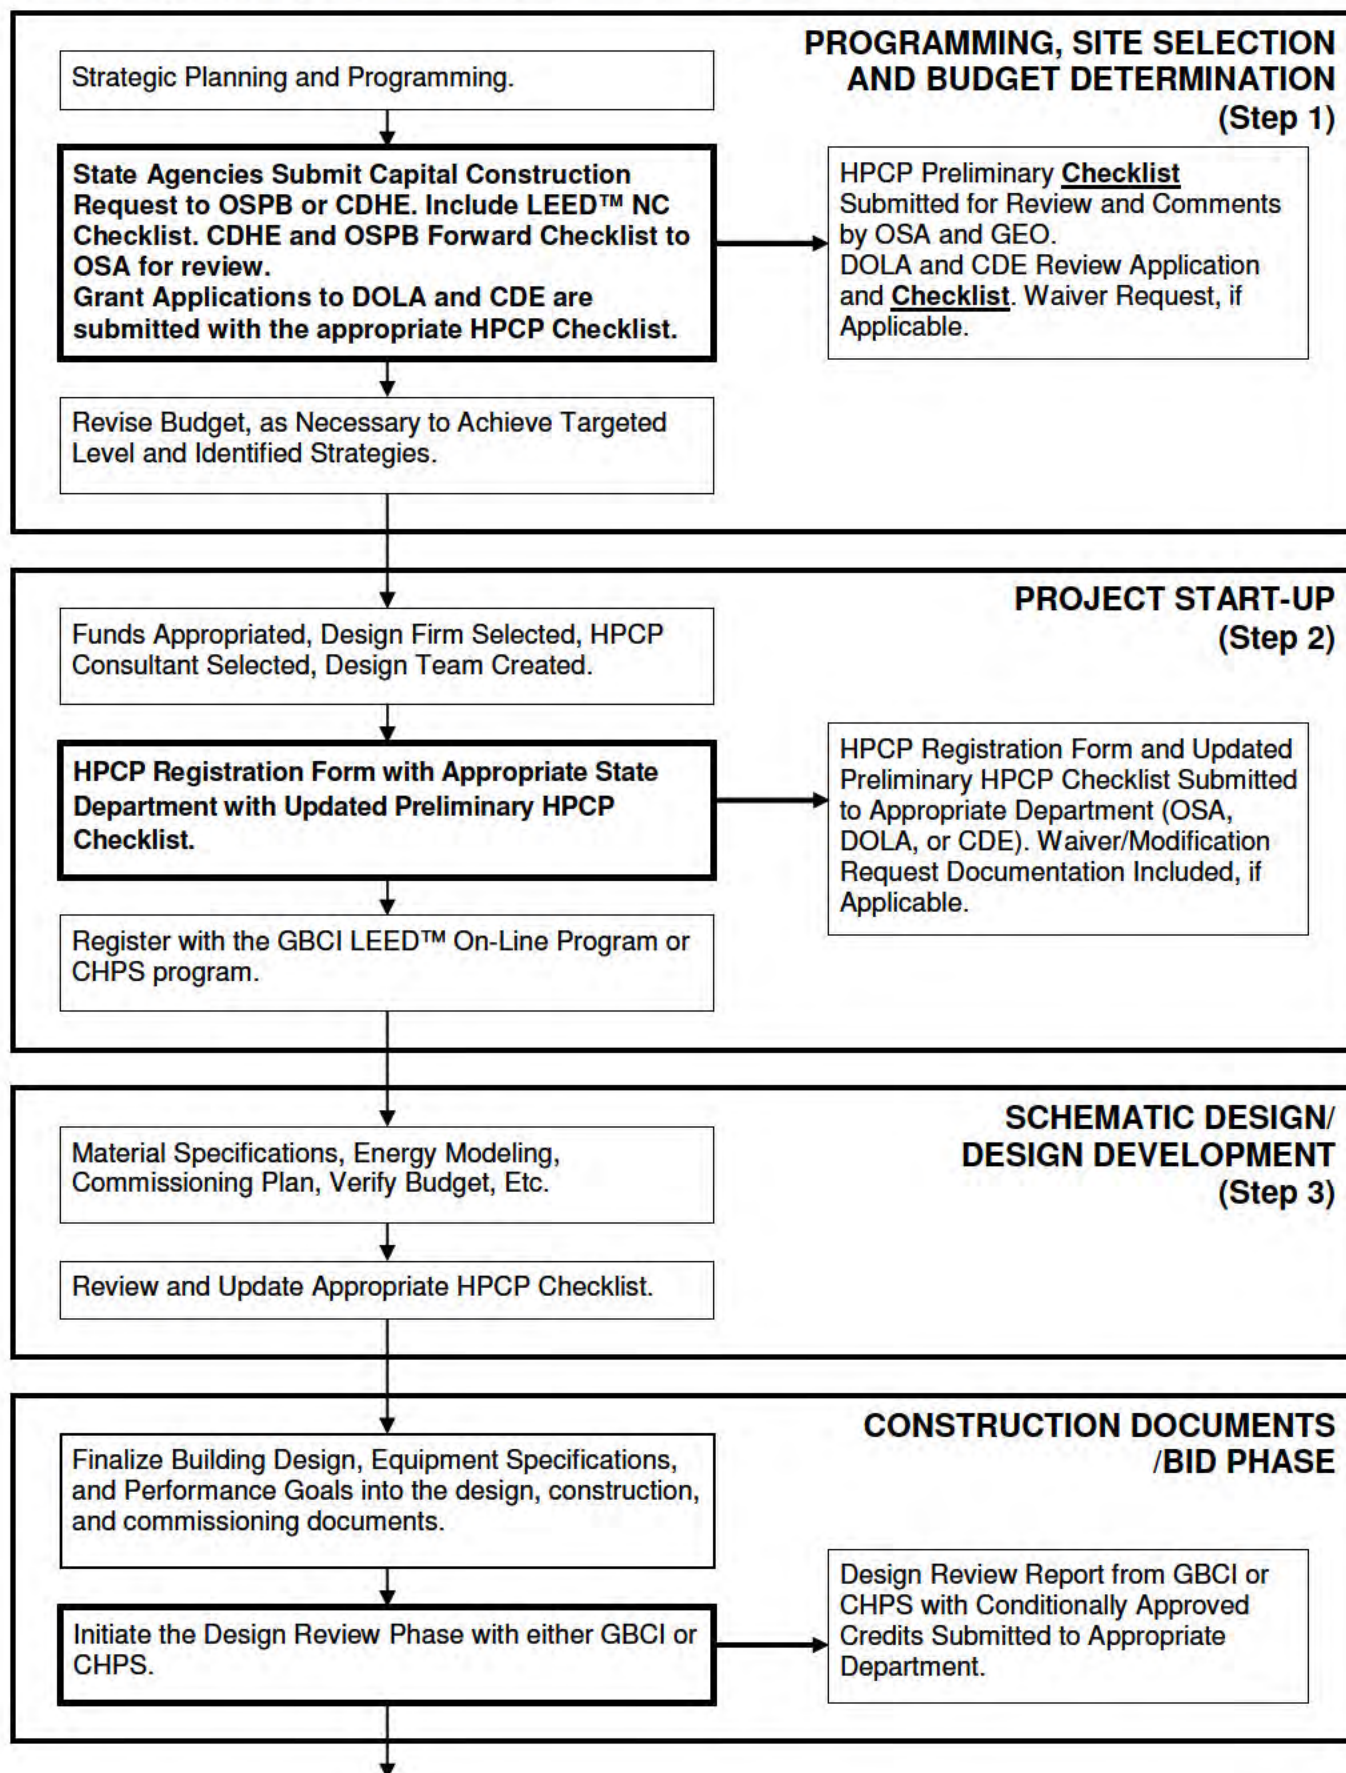 PROGRAMMING, SITE SELECTION
AND BUDGET DETERMINATION
(Step 1)
Strategic Planning and Programming.
State Agencies Submit Capital Construction
Request to OSPB or CDHE. Include LEED™ NC
Checklist. CDHE and OSPB Forward Checklist to
OSA for review.
Grant Applications to DOLA and CDE are
submitted with the appropriate HPCP Checklist.
HPCP Preliminary Checklist
Submitted for Review and Comments
by OSA and GEO.
DOLA and CDE Review Application
and Checklist. Waiver Request, if
Applicable.
Revise Budget, as Necessary to Achieve Targeted
Level and Identified Strategies.
PROJECT START-UP
(Step 2)
Funds Appropriated, Design Firm Selected, HPCP
Consultant Selected, Design Team Created.
HPCP Registration Form with Appropriate State
Department with Updated Preliminary HPCP
Checklist.
HPCP Registration Form and Updated
Preliminary HPCP Checklist Submitted
to Appropriate Department (OSA,
DOLA, or CDE). Waiver/Modification
Request Documentation Included, if
Applicable.
Register with the GBCI LEED™ On-Line Program or
CHPS program.
SCHEMATIC DESIGN/
DESIGN DEVELOPMENT
(Step 3)
Material Specifications, Energy Modeling,
Commissioning Plan, Verify Budget, Etc.
Review and Update Appropriate HPCP Checklist.
CONSTRUCTION DOCUMENTS
/BID PHASE
Finalize Building Design, Equipment Specifications,
and Performance Goals into the design, construction,
and commissioning documents.
Initiate the Design Review Phase with either GBCI or
CHPS.
Design Review Report from GBCI or
CHPS with Conditionally Approved
Credits Submitted to Appropriate
Department.